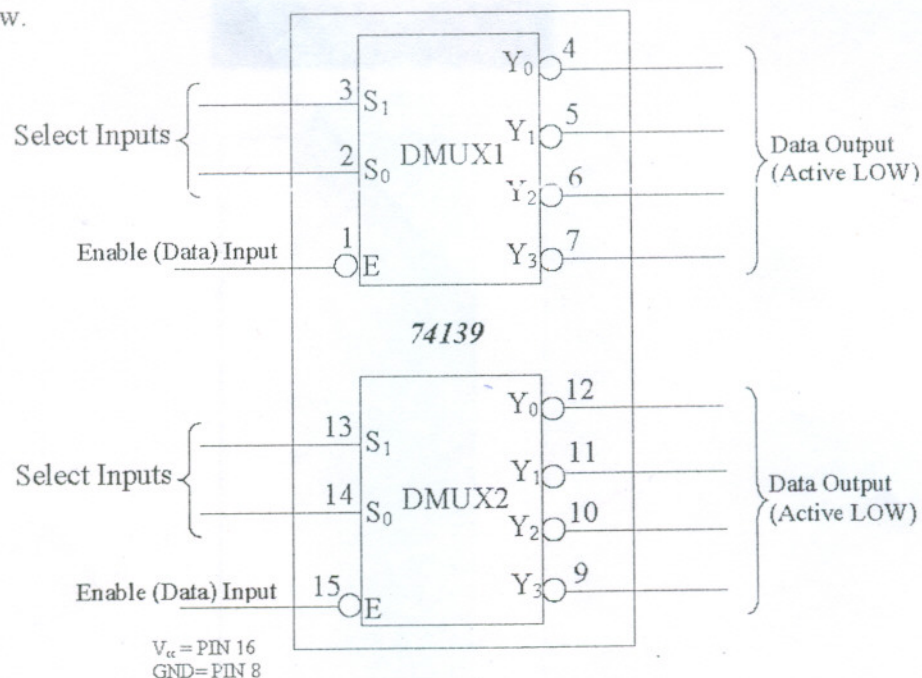 w.
Y₀ 4
3 S₁
Select Inputs
Y₁ 5
Data Output
(Active LOW)
2 S₀
DMUX1
Y₂ 6
Enable (Data) Input
1 E
Y₃ 7
74139
Y₀ 12
13 S₁
Select Inputs
Y₁ 11
Data Output
(Active LOW)
14 S₀
DMUX2
Y₂ 10
Enable (Data) Input
15 E
Y₃ 9
V𝒸𝒸 = PIN 16
GND= PIN 8